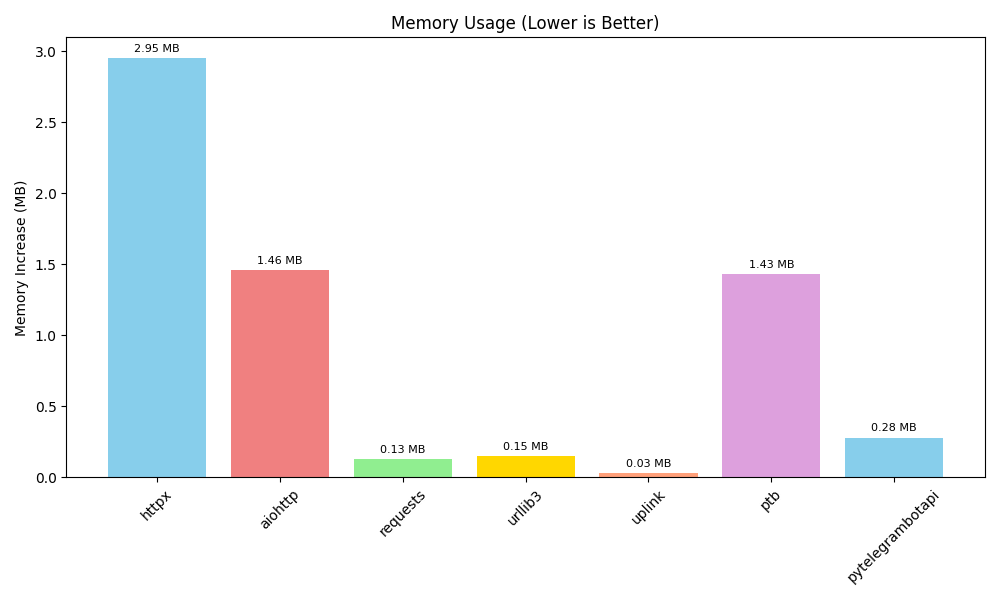 Memory Usage (Lower is Better)
Memory Increase (MB)
3.0
2.5
2.0
1.5
1.0
0.5
0.0
2.95 MB
1.46 MB
0.13 MB
0.15 MB
0.03 MB
1.43 MB
0.28 MB
httpx
aiohttp
requests
urllib3
uplink
ptb
pytelegrambotapi